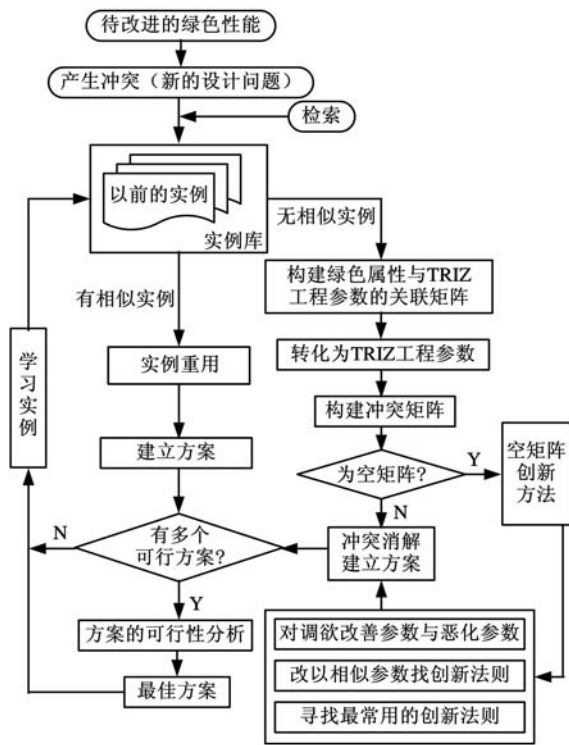 待改进的绿色性能
产生冲突（新的设计问题）
检索
以前的实例
实例库
无相似实例
有相似实例
构建绿色属性与TRIZ
工程参数的关联矩阵
学习实例
实例重用
转化为TRIZ工程参数
构建冲突矩阵
建立方案
为空矩阵?
Y
空矩阵
创新
方法
N
N
有多个
可行方案?
冲突消解
建立方案
Y
方案的可行性分析
最佳方案
对调欲改善参数与恶化参数
改以相似参数找创新法则
寻找最常用的创新法则